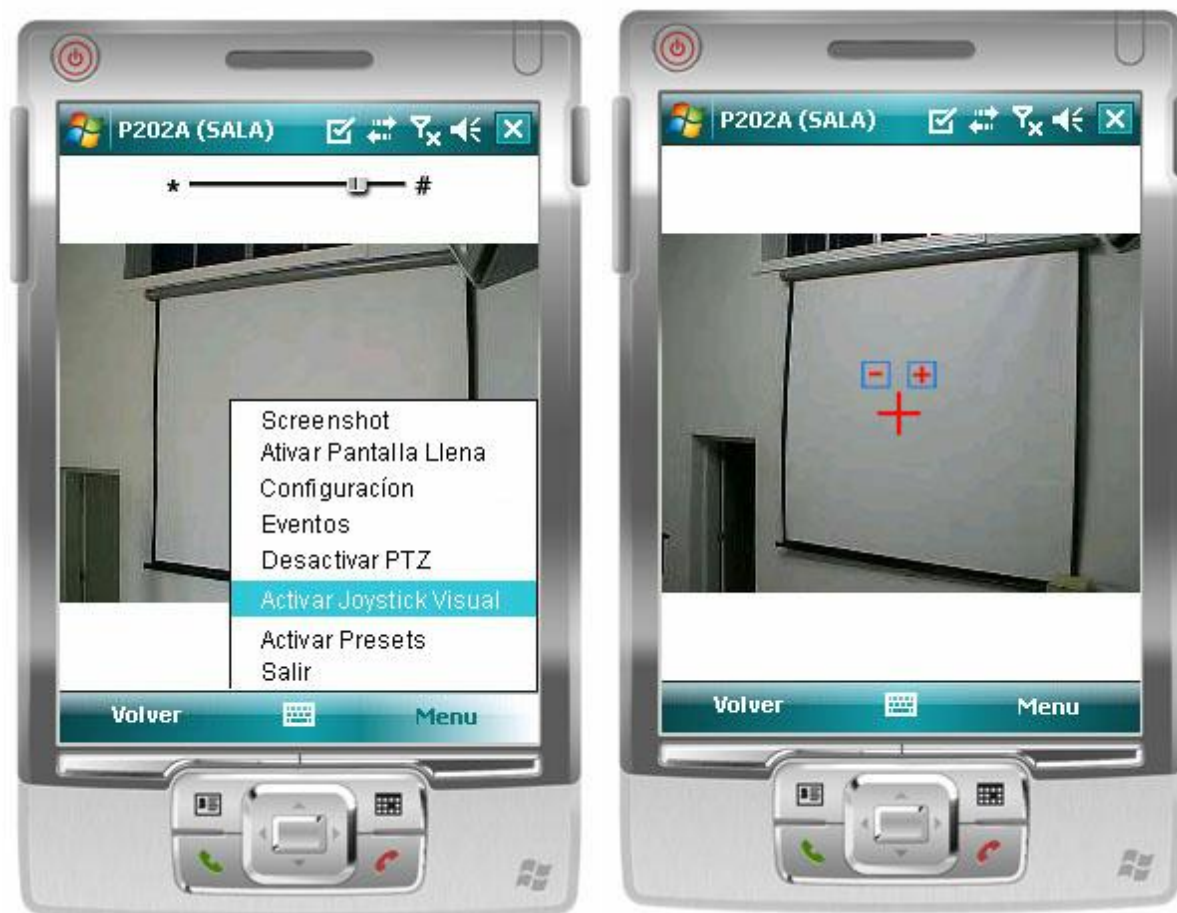 P202A (SALA)
* #
Screenshot
Ativar Pantalla Llena
Configuracíon
Eventos
Desactivar PTZ
Activar Joystick Visual
Activar Presets
Salir
Volver Menu
P202A (SALA)
- +
Volver Menu